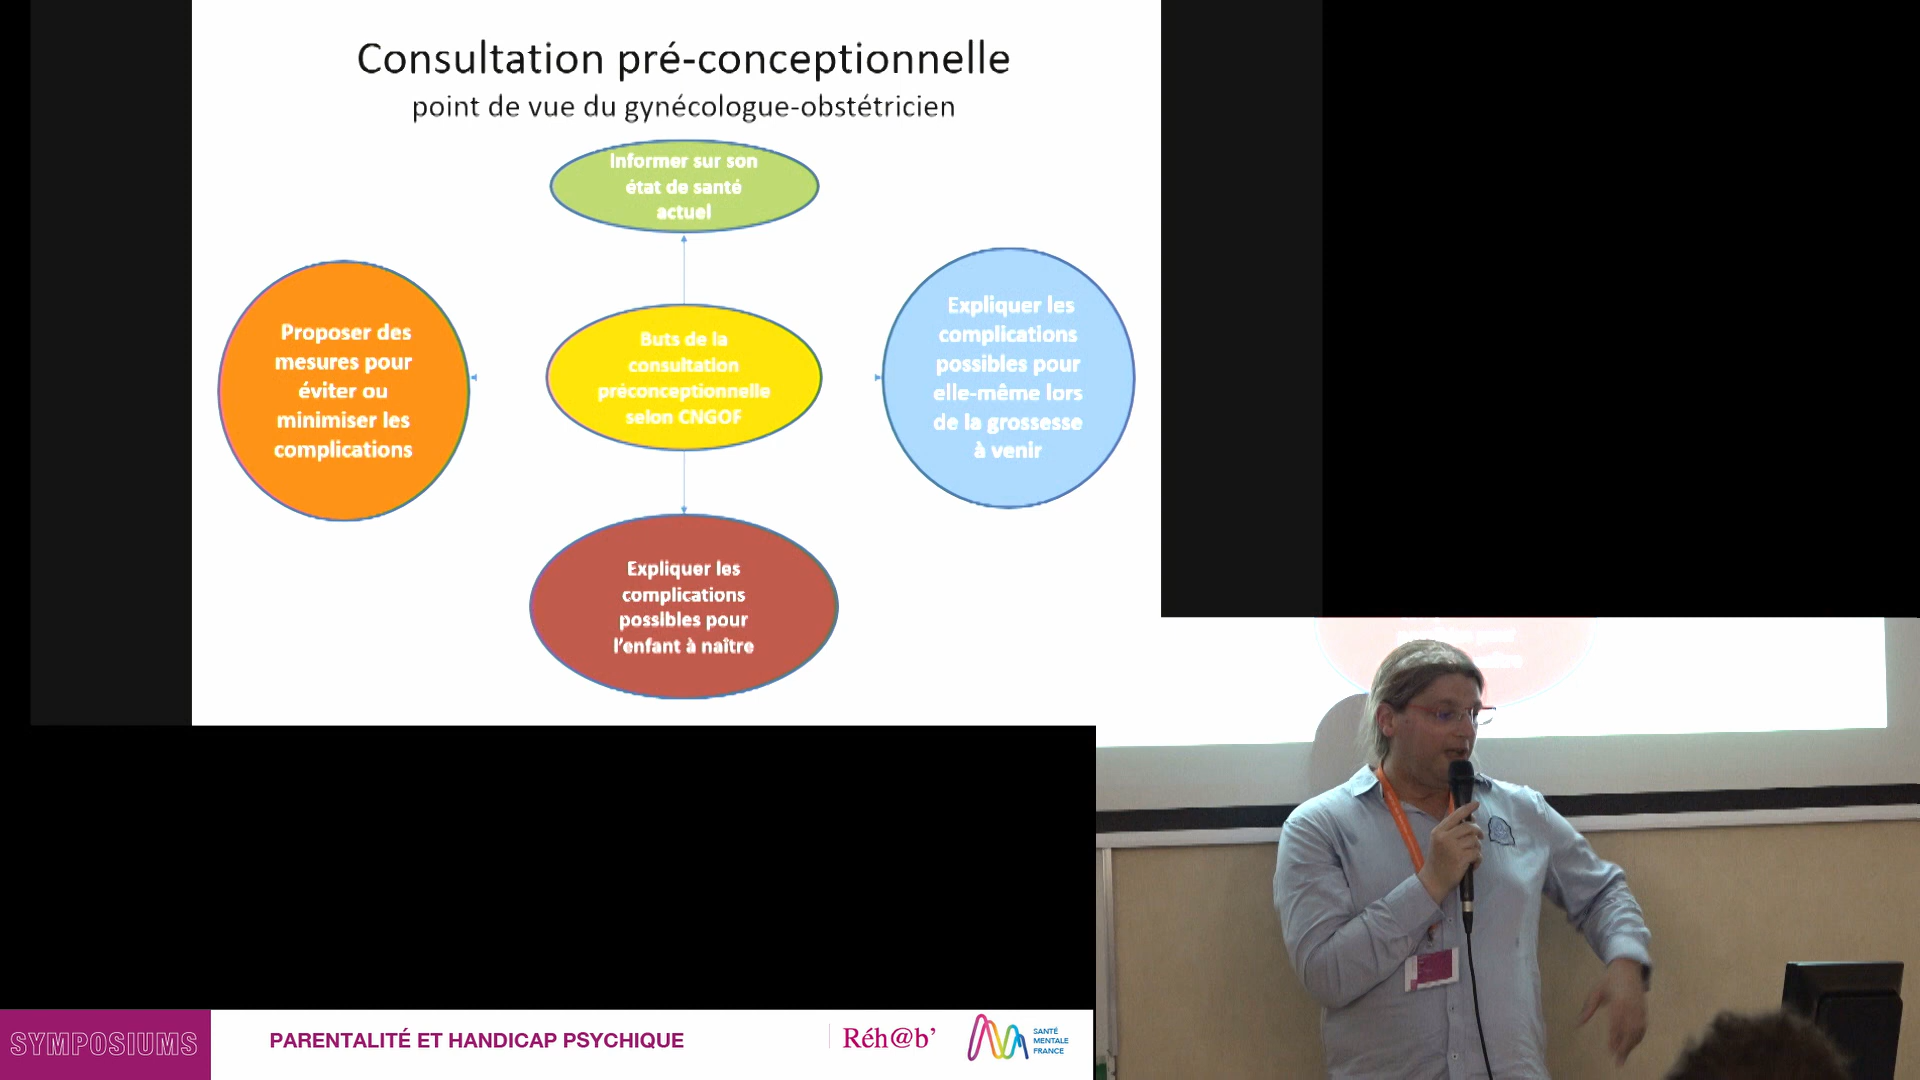 Consultation pré-conceptionnelle
point de vue du gynécologue-obstétricien
Informer sur son
état de santé
actuel
Proposer des
mesures pour
éviter ou
minimiser les
complications
Buts de la
consultation
préconceptionnelle
selon CNGOF
Expliquer les
complications
possibles pour
elle-même lors
de la grossesse
à venir
Expliquer les
complications
possibles pour
l'enfant à naître
SYMPOSIUMS
PARENTALITÉ ET HANDICAP PSYCHIQUE
Réh@b'
SANTÉ
MENTALE
FRANCE